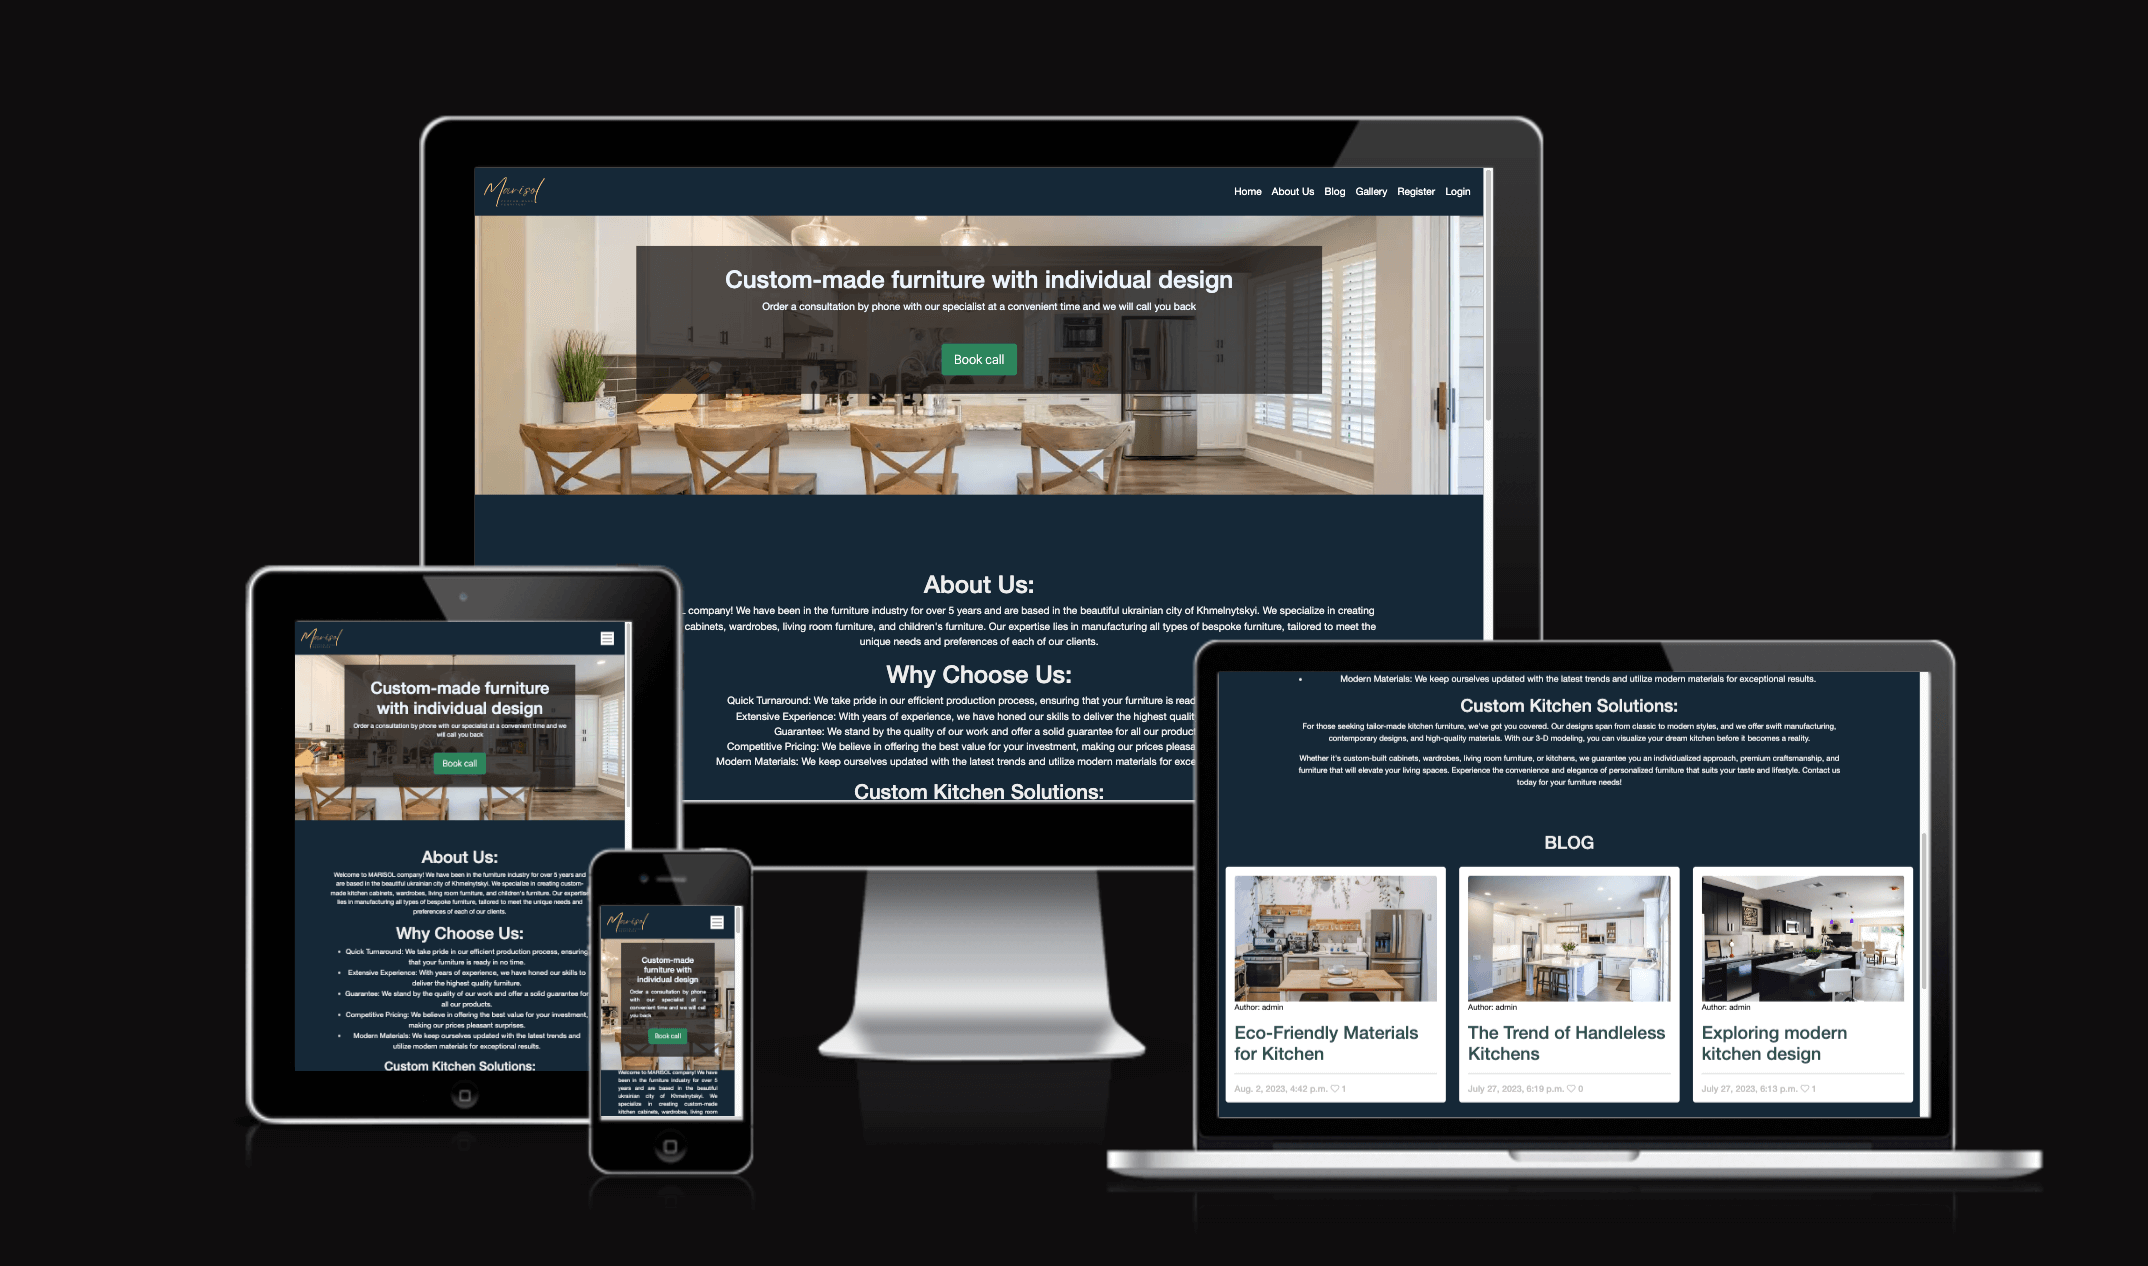 Marisol
Home About Us Blog Gallery Register Login
Custom-made furniture with individual design
Order a consultation by phone with our specialist at a convenient time and we will call you back
Book call
About Us:
company! We have been in the furniture industry for over 5 years and are based in the beautiful ukrainian city of Khmelnytskyi. We specialize in creating
cabinets, wardrobes, living room furniture, and children's furniture. Our expertise lies in manufacturing all types of bespoke furniture, tailored to meet the
unique needs and preferences of each of our clients.
Why Choose Us:
Quick Turnaround: We take pride in our efficient production process, ensuring that your furniture is read
Extensive Experience: With years of experience, we have honed our skills to deliver the highest qualit
Guarantee: We stand by the quality of our work and offer a solid guarantee for all our product
Competitive Pricing: We believe in offering the best value for your investment, making our prices pleasa
Modern Materials: We keep ourselves updated with the latest trends and utilize modern materials for exce
Custom Kitchen Solutions:
Marisol
Custom-made furniture
with individual design
Order a consultation by phone with our specialist at a convenient time and we
will call you back
Book call
About Us:
Welcome to MARISOL company! We have been in the furniture industry for over 5 years and
are based in the beautiful ukrainian city of Khmelnytskyi. We specialize in creating custom-
made kitchen cabinets, wardrobes, living room furniture, and children's furniture. Our expertise
lies in manufacturing all types of bespoke furniture, tailored to meet the unique needs and
preferences of each of our clients.
Why Choose Us:
• Quick Turnaround: We take pride in our efficient production process, ensuring
that your furniture is ready in no time.
• Extensive Experience: With years of experience, we have honed our skills to
deliver the highest quality furniture.
• Guarantee: We stand by the quality of our work and offer a solid guarantee for
all our products.
• Competitive Pricing: We believe in offering the best value for your investment,
making our prices pleasant surprises.
• Modern Materials: We keep ourselves updated with the latest trends and
utilize modern materials for exceptional results.
Custom Kitchen Solutions:
Marisol
Custom-made
furniture with
individual design
Order a consultation by phone
with our specialist at a
convenient time and we will call
you back
Book call
Welcome to MARISOL company! We have
been in the furniture industry for over 5
years and are based in the beautiful
ukrainian city of Khmelnytskyi. We
specialize in creating custom-made
kitchen cabinets, wardrobes, living room
• Modern Materials: We keep ourselves updated with the latest trends and utilize modern materials for exceptional results.
Custom Kitchen Solutions:
For those seeking tailor-made kitchen furniture, we've got you covered. Our designs span from classic to modern styles, and we offer swift manufacturing,
contemporary designs, and high-quality materials. With our 3-D modeling, you can visualize your dream kitchen before it becomes a reality.
Whether it's custom-built cabinets, wardrobes, living room furniture, or kitchens, we guarantee you an individualized approach, premium craftsmanship, and
furniture that will elevate your living spaces. Experience the convenience and elegance of personalized furniture that suits your taste and lifestyle. Contact us
today for your furniture needs!
BLOG
Author: admin
Eco-Friendly Materials
for Kitchen
Aug. 2, 2023, 4:42 p.m. ♡ 1
Author: admin
The Trend of Handleless
Kitchens
July 27, 2023, 6:19 p.m. ♡ 0
Author: admin
Exploring modern
kitchen design
July 27, 2023, 6:13 p.m. ♡ 1